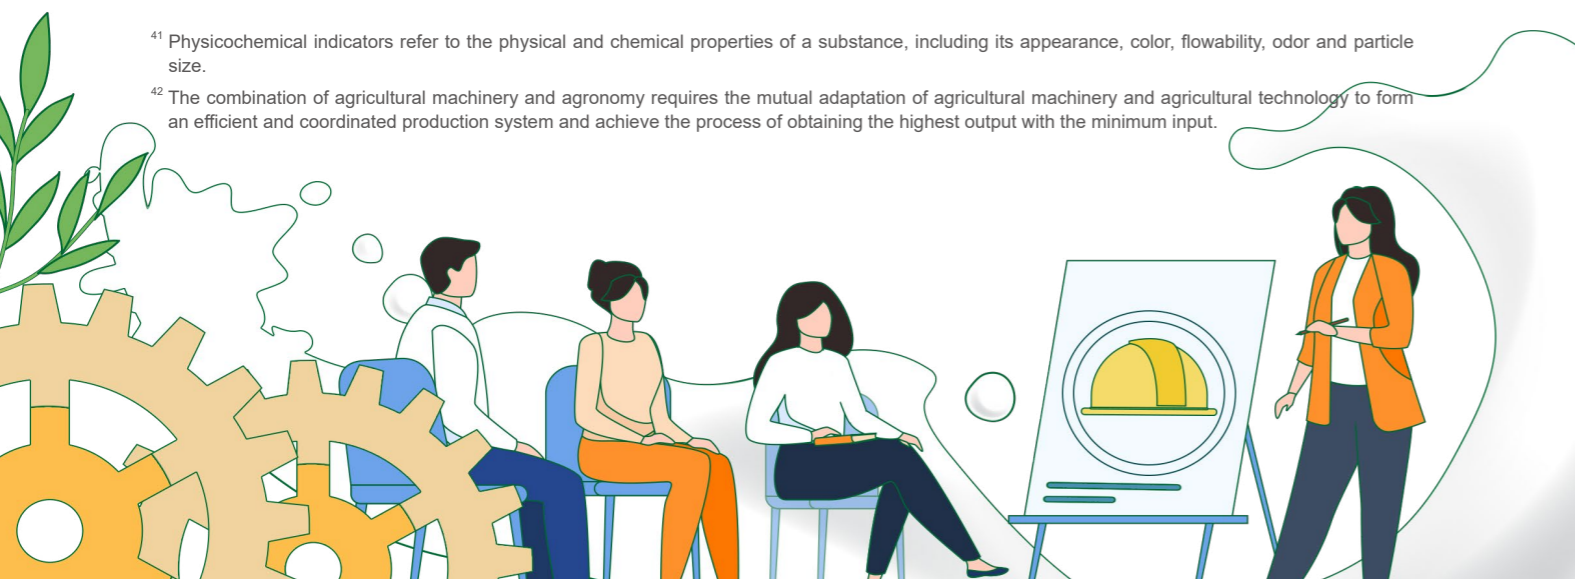 41 Physicochemical indicators refer to the physical and chemical properties of a substance, including its appearance, color, flowability, odor and particle
size.
42 The combination of agricultural machinery and agronomy requires the mutual adaptation of agricultural machinery and agricultural technology to form
an efficient and coordinated production system and achieve the process of obtaining the highest output with the minimum input.